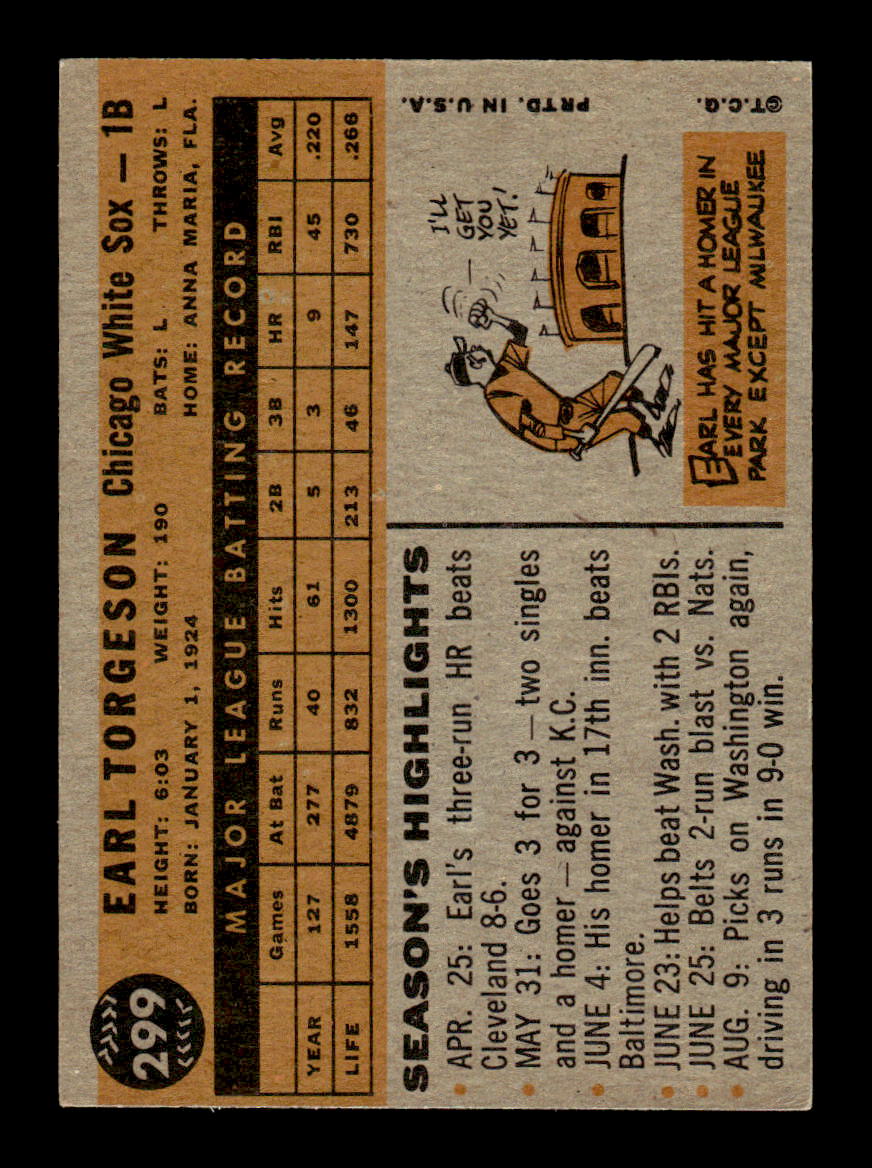 299
EARL TORGESON Chicago White Sox — 1B
HEIGHT: 6:03 WEIGHT: 190 BATS: L THROWS: L
BORN: JANUARY 1, 1924 HOME: ANNA MARIA, FLA.
MAJOR LEAGUE BATTING RECORD
Games At Bat Runs Hits 2B 3B HR RBI Avg
YEAR 127 277 40 61 5 3 9 45 .220
LIFE 1558 4879 832 1300 213 46 147 730 .266
SEASON'S HIGHLIGHTS
• APR. 25: Earl's three-run HR beats
Cleveland 8-6.
• MAY 31: Goes 3 for 3 — two singles
and a homer — against K.C.
• JUNE 4: His homer in 17th inn. beats
Baltimore.
• JUNE 23: Helps beat Wash. with 2 RBIs.
• JUNE 25: Belts 2-run blast vs. Nats.
• AUG. 9: Picks on Washington again,
driving in 3 runs in 9-0 win.
I'LL
GET
YOU
YET!
EARL HAS HIT A HOMER IN
EVERY MAJOR LEAGUE
PARK EXCEPT MILWAUKEE
©T.C.G.
PRTD. IN U.S.A.